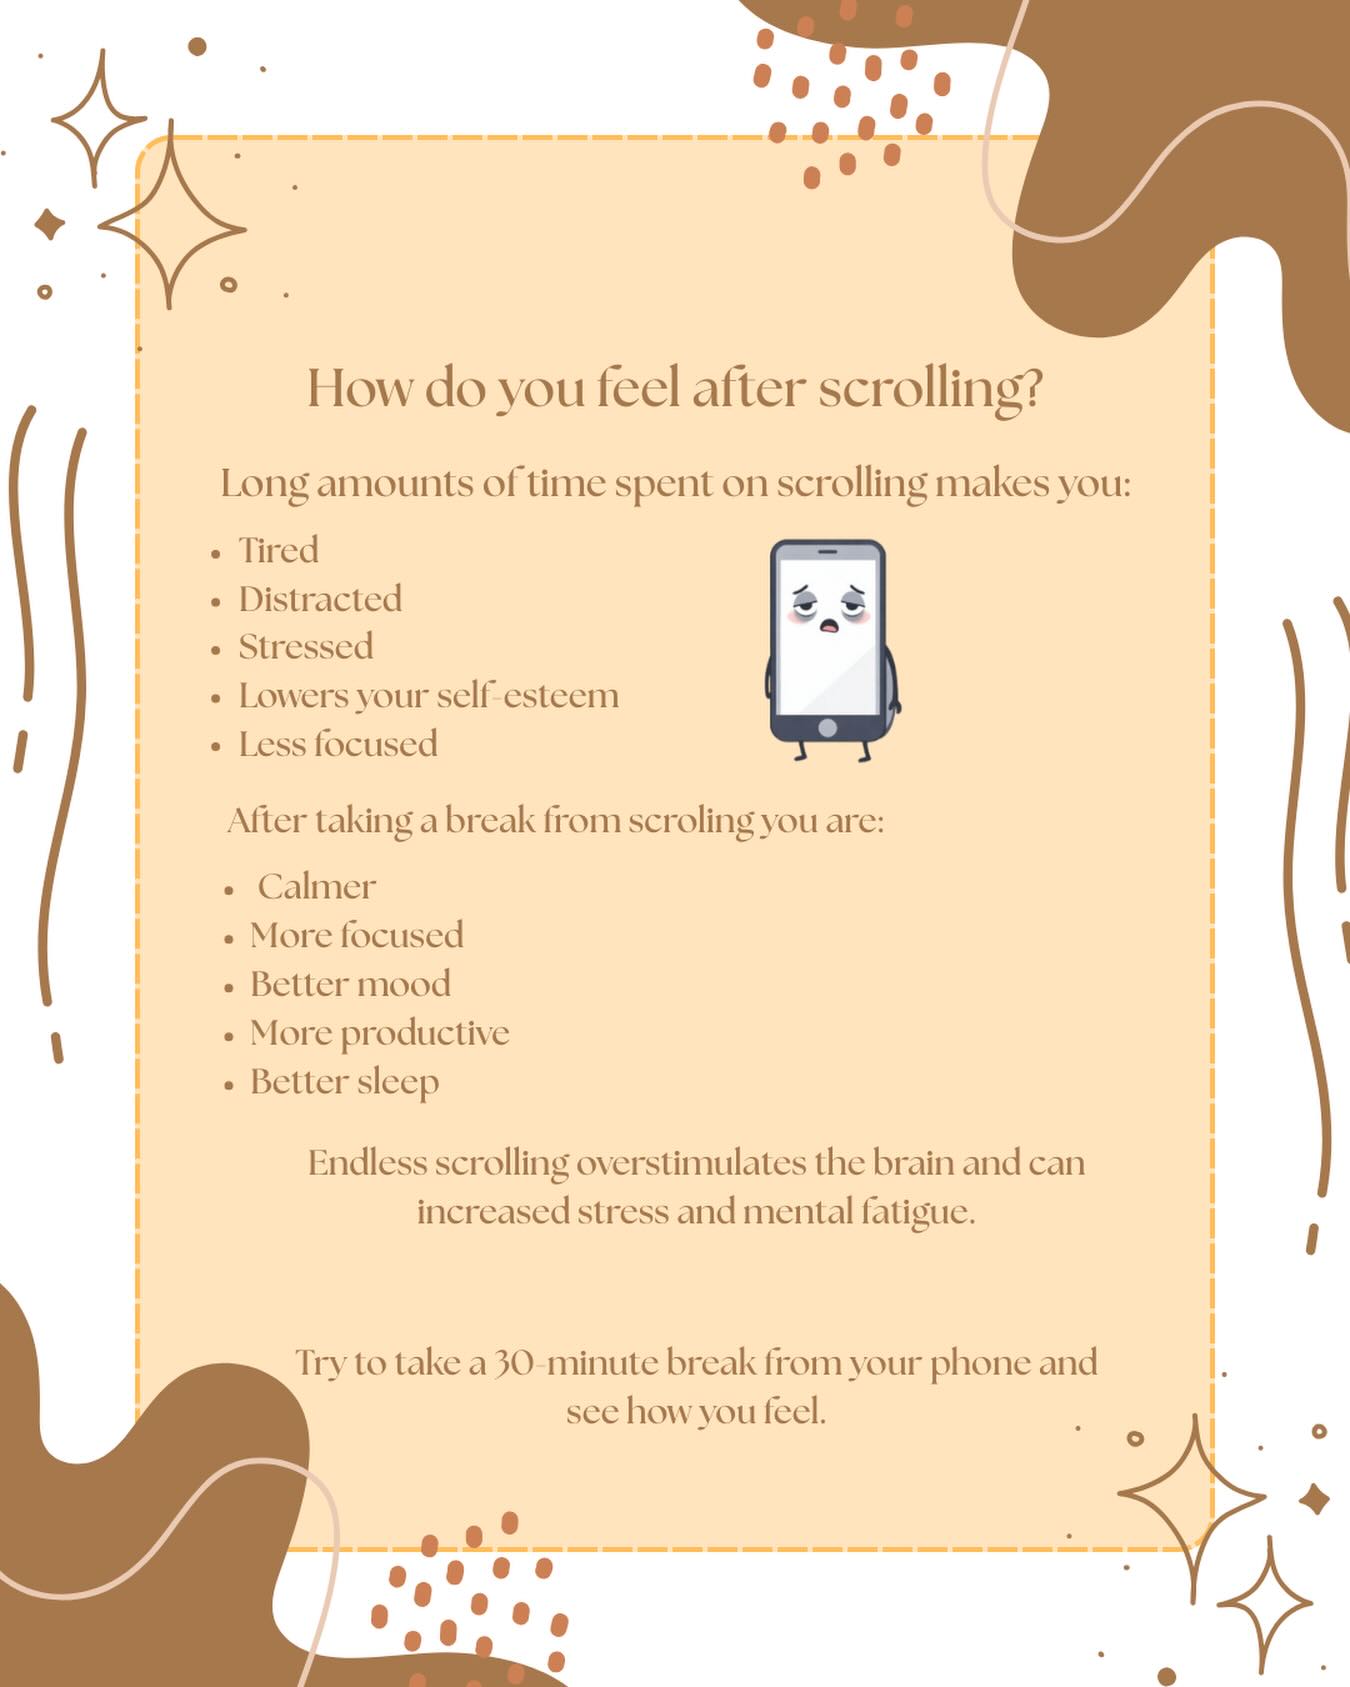 How do you feel after scrolling?
Long amounts of time spent on scrolling makes you:
• Tired
• Distracted
• Stressed
• Lowers your self-esteem
• Less focused
After taking a break from scroling you are:
• Calmer
• More focused
• Better mood
• More productive
• Better sleep
Endless scrolling overstimulates the brain and can
increased stress and mental fatigue.
Try to take a 30-minute break from your phone and
see how you feel.